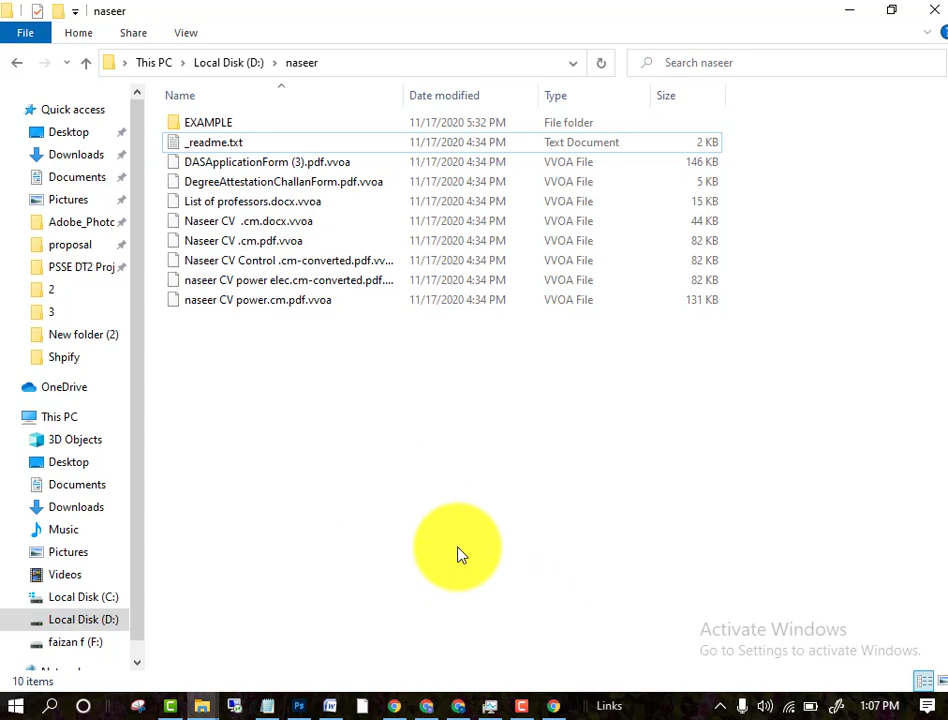 naseer
File Home Share View
This PC Local Disk (D:) naseer
Search naseer
Name Date modified Type Size
Quick access
Desktop
Downloads
Documents
Pictures
Adobe_Photc
proposal
PSSE DT2 Proj
2
3
New folder (2)
Shpify
OneDrive
This PC
3D Objects
Desktop
Documents
Downloads
Music
Pictures
Videos
Local Disk (C:)
Local Disk (D:)
faizan f (F:)
EXAMPLE 11/17/2020 5:32 PM File folder
_readme.txt 11/17/2020 4:34 PM Text Document 2 KB
DASApplicationForm (3).pdf.vvoa 11/17/2020 4:34 PM VVOA File 146 KB
DegreeAttestationChallanForm.pdf.vvoa 11/17/2020 4:34 PM VVOA File 5 KB
List of professors.docx.vvoa 11/17/2020 4:34 PM VVOA File 15 KB
Naseer CV .cm.docx.vvoa 11/17/2020 4:34 PM VVOA File 44 KB
Naseer CV .cm.pdf.vvoa 11/17/2020 4:34 PM VVOA File 82 KB
Naseer CV Control .cm-converted.pdf.vv... 11/17/2020 4:34 PM VVOA File 82 KB
naseer CV power elec.cm-converted.pdf.... 11/17/2020 4:34 PM VVOA File 82 KB
naseer CV power.cm.pdf.vvoa 11/17/2020 4:34 PM VVOA File 131 KB
Activate Windows
Go to Settings to activate Windows.
10 items
Links
1:07 PM